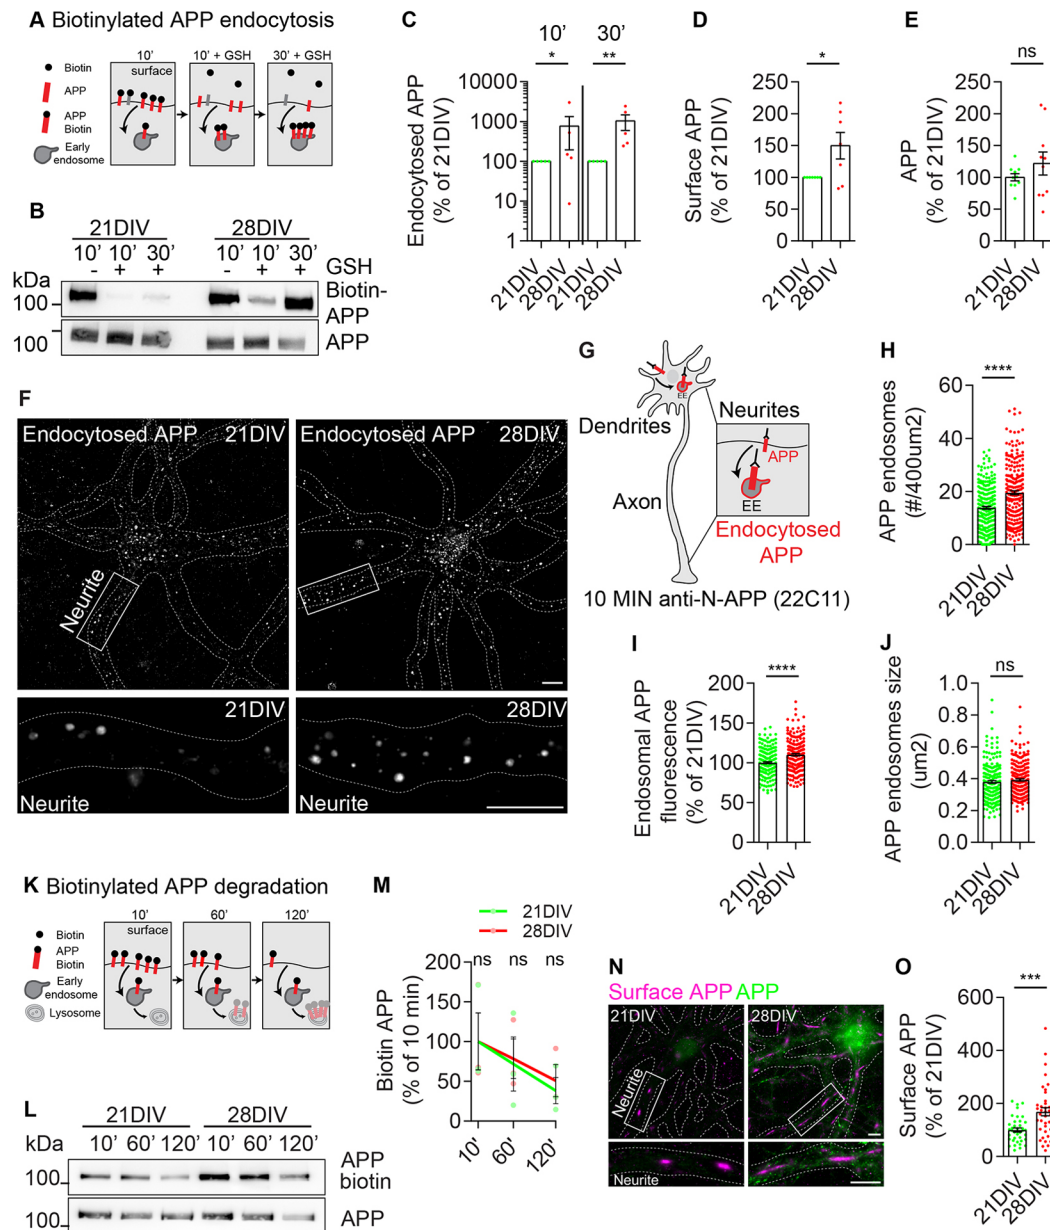 A Biotinylated APP endocytosis
10’
surface
10’ + GSH
30’ + GSH
Biotin
APP
APP
Biotin
Early
endosome
B
21DIV
28DIV
10’ 10’ 30’
10’ 10’ 30’
- + +
- + +
GSH
kDa
100
Biotin-
APP
100
APP
C
10’
30’
*
**
Endocytosed APP
(% of 21DIV)
10000
1000
100
10
1
21DIV
28DIV
21DIV
28DIV
D
*
Surface APP
(% of 21DIV)
250
200
150
100
50
0
21DIV
28DIV
E
ns
APP
(% of 21DIV)
250
200
150
100
50
0
21DIV
28DIV
F
Endocytosed APP 21DIV
Neurite
Endocytosed APP 28DIV
21DIV
Neurite
28DIV
Neurite
G
EE
Dendrites
Neurites
APP
Axon
EE
Endocytosed
APP
10 MIN anti-N-APP (22C11)
H
****
APP endosomes
(#/400um2)
60
40
20
0
21DIV
28DIV
I
****
Endosomal APP
fluorescence
(% of 21DIV)
200
150
100
50
0
21DIV
28DIV
J
ns
APP endosomes size
(um2)
1.0
0.8
0.6
0.4
0.2
0.0
21DIV
28DIV
K Biotinylated APP degradation
10’
surface
60’
120’
Biotin
APP
Biotin
Early
endosome
Lysosome
L
21DIV
28DIV
kDa
10’ 60’ 120’ 10’ 60’ 120’
100
APP
biotin
100
APP
M
21DIV
28DIV
ns ns ns
Biotin APP
(% of 10 min)
200
150
100
50
0
10’
60’
120’
N
Surface APP APP
21DIV
Neurite
28DIV
Neurite
O
***
Surface APP
(% of 21DIV)
600
400
200
0
21DIV
28DIV